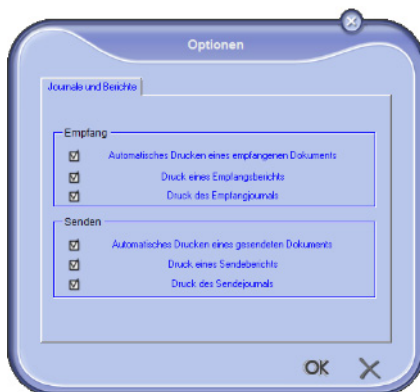 Optionen
Journale und Berichte
Empfang
Automatisches Drucken eines empfangenen Dokuments
Druck eines Empfangsberichts
Druck des Empfangjournals
Senden
Automatisches Drucken eines gesendeten Dokuments
Druck eines Sendeberichts
Druck des Sendejournals
OK